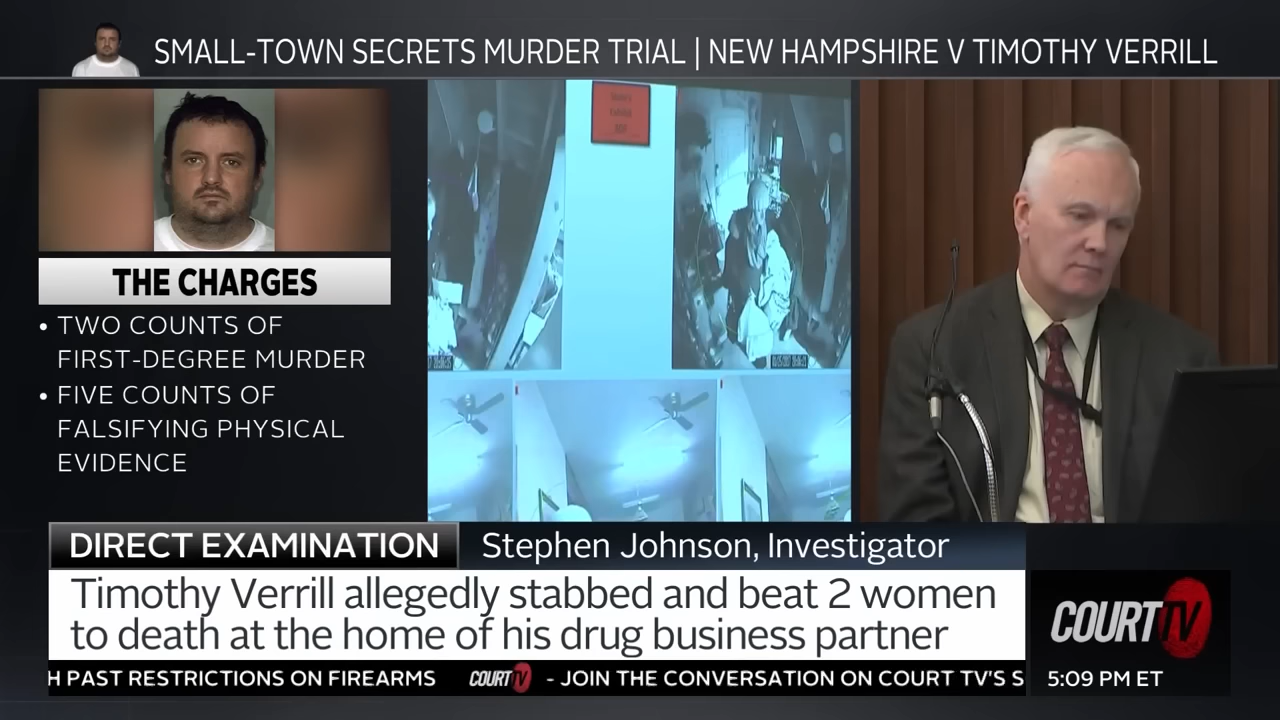 SMALL-TOWN SECRETS MURDER TRIAL | NEW HAMPSHIRE V TIMOTHY VERRILL
THE CHARGES
• TWO COUNTS OF
FIRST-DEGREE MURDER
• FIVE COUNTS OF
FALSIFYING PHYSICAL
EVIDENCE
DIRECT EXAMINATION
Stephen Johnson, Investigator
Timothy Verrill allegedly stabbed and beat 2 women
to death at the home of his drug business partner
COURT TV
H PAST RESTRICTIONS ON FIREARMS COURT TV - JOIN THE CONVERSATION ON COURT TV'S S
5:09 PM ET